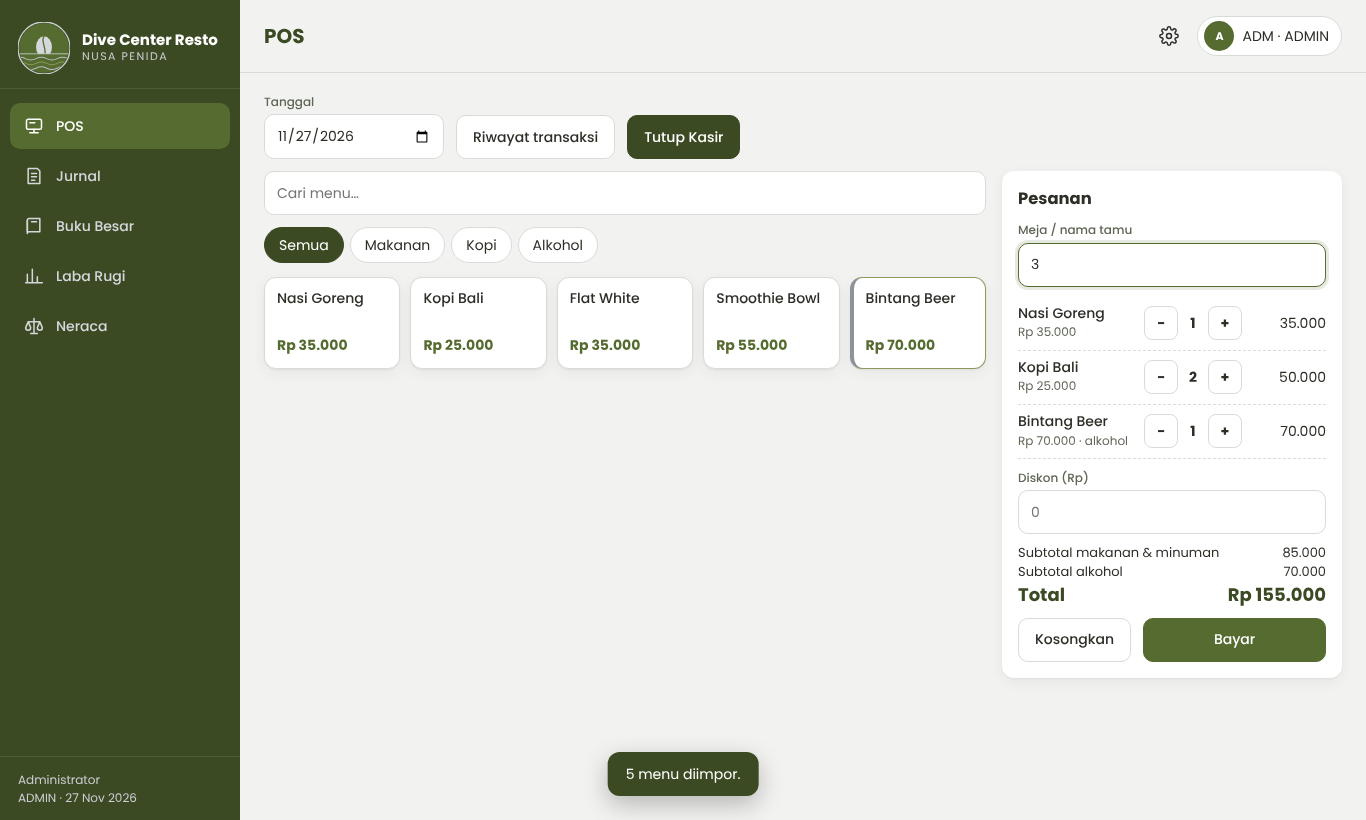 Dive Center Resto
NUSA PENIDA
POS
Jurnal
Buku Besar
Laba Rugi
Neraca
Administrator
ADMIN · 27 Nov 2026
POS
A
ADM · ADMIN
Tanggal
11/27/2026
Riwayat transaksi
Tutup Kasir
Cari menu...
Semua
Makanan
Kopi
Alkohol
Nasi Goreng
Rp 35.000
Kopi Bali
Rp 25.000
Flat White
Rp 35.000
Smoothie Bowl
Rp 55.000
Bintang Beer
Rp 70.000
Pesanan
Meja / nama tamu
3
Nasi Goreng
Rp 35.000
- 1 + 35.000
Kopi Bali
Rp 25.000
- 2 + 50.000
Bintang Beer
Rp 70.000 · alkohol
- 1 + 70.000
Diskon (Rp)
0
Subtotal makanan & minuman 85.000
Subtotal alkohol 70.000
Total Rp 155.000
Kosongkan
Bayar
5 menu diimpor.